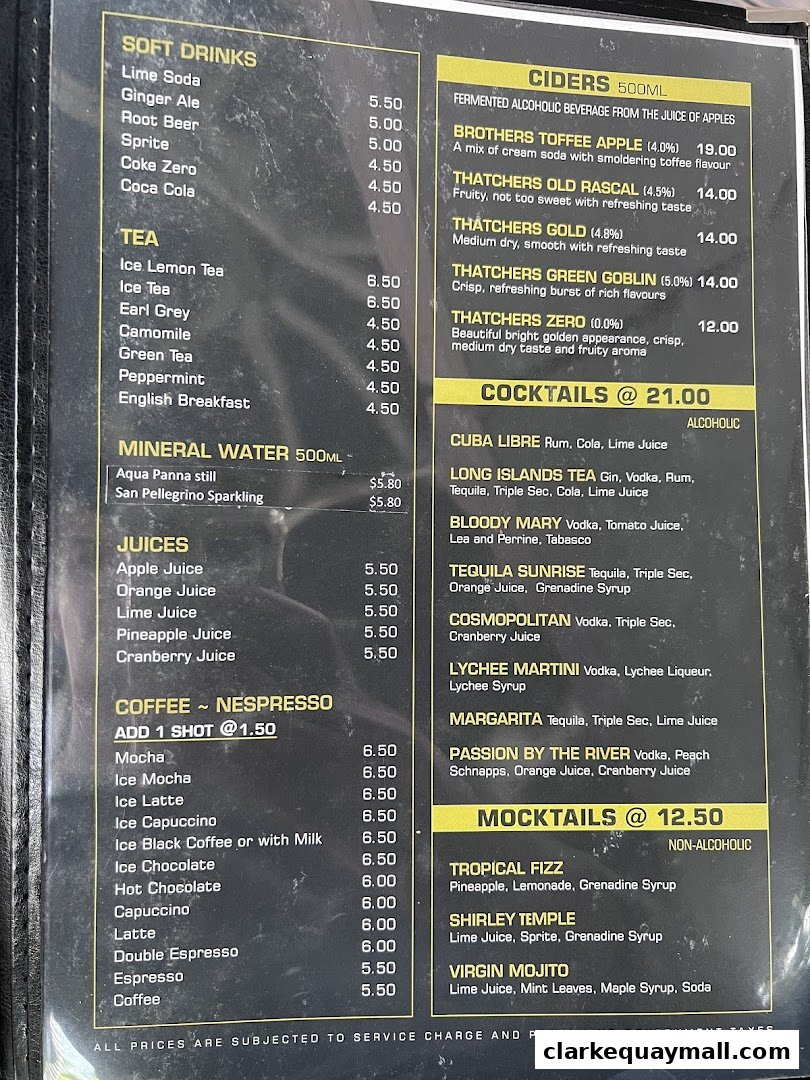 SOFT DRINKS
Lime Soda 5.50
Ginger Ale 5.00
Root Beer 5.00
Sprite 4.50
Coke Zero 4.50
Coca Cola 4.50
TEA
Ice Lemon Tea 6.50
Ice Tea 6.50
Earl Grey 4.50
Camomile 4.50
Green Tea 4.50
Peppermint 4.50
English Breakfast 4.50
MINERAL WATER 500ML
Aqua Panna still $5.80
San Pellegrino Sparkling $5.80
JUICES
Apple Juice 5.50
Orange Juice 5.50
Lime Juice 5.50
Pineapple Juice 5.50
Cranberry Juice 5.50
COFFEE ~ NESPRESSO
ADD 1 SHOT @1.50
Mocha 6.50
Ice Mocha 6.50
Ice Latte 6.50
Ice Capuccino 6.50
Ice Black Coffee or with Milk 6.50
Ice Chocolate 6.50
Hot Chocolate 6.00
Capuccino 6.00
Latte 6.00
Double Espresso 6.00
Espresso 5.50
Coffee 5.50
CIDERS 500ML
FERMENTED ALCOHOLIC BEVERAGE FROM THE JUICE OF APPLES
BROTHERS TOFFEE APPLE (4.0%) 19.00
A mix of cream soda with smoldering toffee flavour
THATCHERS OLD RASCAL (4.5%) 14.00
Fruity, not too sweet with refreshing taste
THATCHERS GOLD (4.8%) 14.00
Medium dry, smooth with refreshing taste
THATCHERS GREEN GOBLIN (5.0%) 14.00
Crisp, refreshing burst of rich flavours
THATCHERS ZERO (0.0%) 12.00
Beautiful bright golden appearance, crisp,
medium dry taste and fruity aroma
COCKTAILS @ 21.00
ALCOHOLIC
CUBA LIBRE Rum, Cola, Lime Juice
LONG ISLANDS TEA Gin, Vodka, Rum,
Tequila, Triple Sec, Cola, Lime Juice
BLOODY MARY Vodka, Tomato Juice,
Lea and Perrine, Tabasco
TEQUILA SUNRISE Tequila, Triple Sec,
Orange Juice, Grenadine Syrup
COSMOPOLITAN Vodka, Triple Sec,
Cranberry Juice
LYCHEE MARTINI Vodka, Lychee Liqueur,
Lychee Syrup
MARGARITA Tequila, Triple Sec, Lime Juice
PASSION BY THE RIVER Vodka, Peach
Schnapps, Orange Juice, Cranberry Juice
MOCKTAILS @ 12.50
NON-ALCOHOLIC
TROPICAL FIZZ
Pineapple, Lemonade, Grenadine Syrup
SHIRLEY TEMPLE
Lime Juice, Sprite, Grenadine Syrup
VIRGIN MOJITO
Lime Juice, Mint Leaves, Maple Syrup, Soda
ALL PRICES ARE SUBJECTED TO SERVICE CHARGE AND
clarkequaymall.com